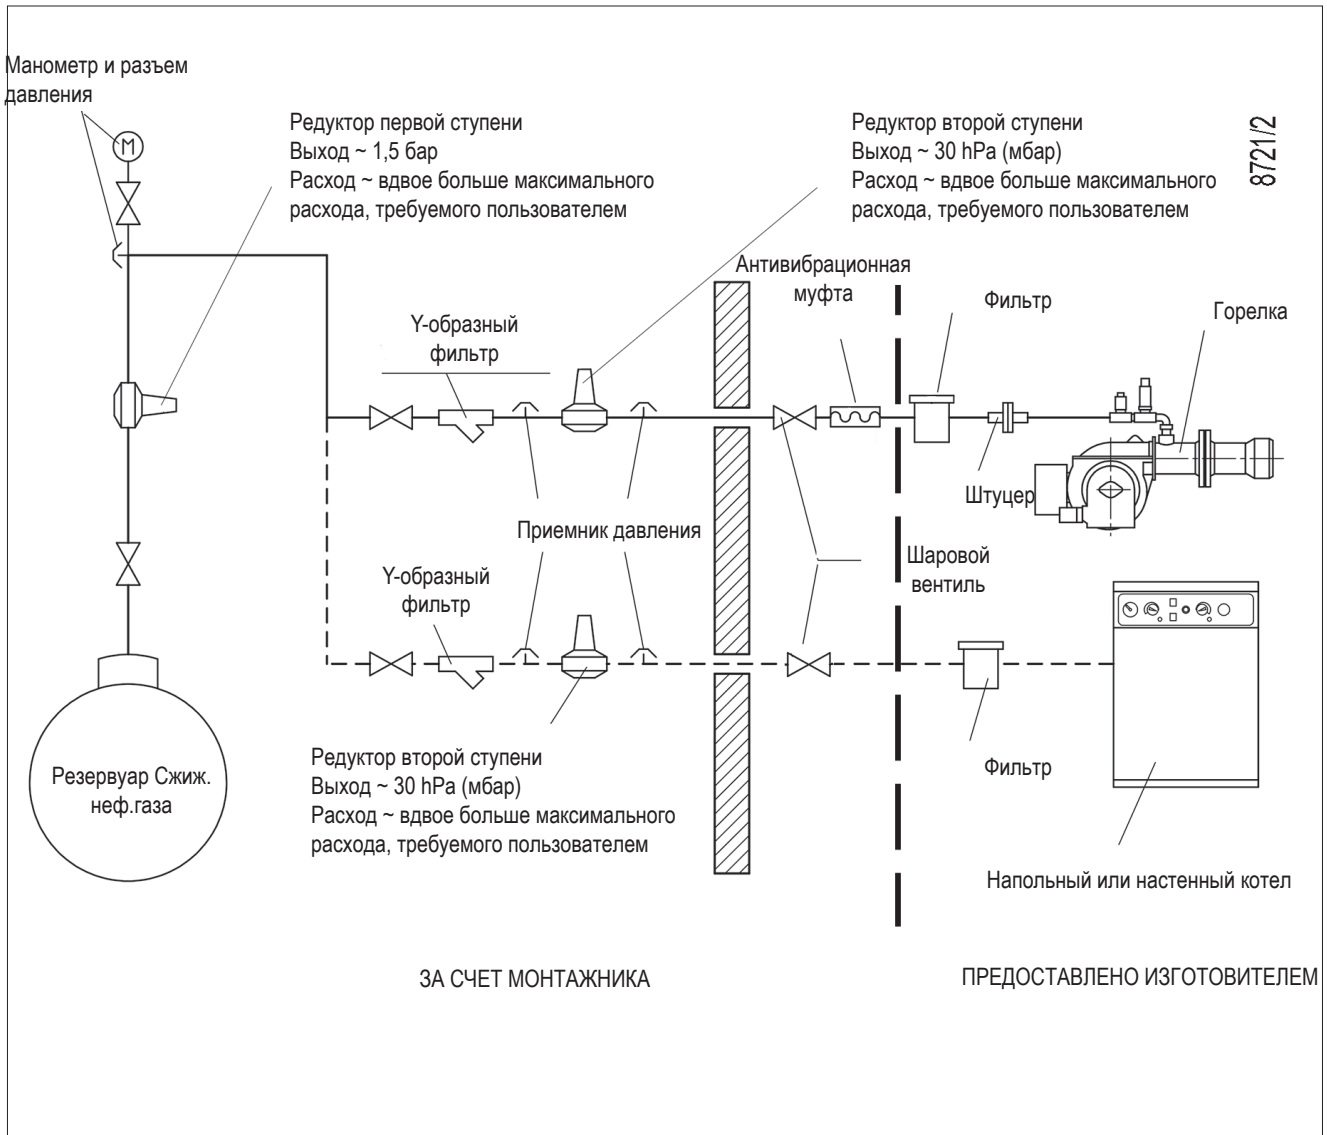 Манометр и разъем
давления
M
Редуктор первой ступени
Выход ~ 1,5 бар
Расход ~ вдвое больше максимального
расхода, требуемого пользователем
Редуктор второй ступени
Выход ~ 30 hPa (мбар)
Расход ~ вдвое больше максимального
расхода, требуемого пользователем
8721/2
Антивибрационная
муфта
Фильтр
Горелка
Y-образный
фильтр
Штуцер
Приемник давления
Шаровой
вентиль
Y-образный
фильтр
Резервуар Сжиж.
неф.газа
Редуктор второй ступени
Выход ~ 30 hPa (мбар)
Расход ~ вдвое больше максимального
расхода, требуемого пользователем
Фильтр
Напольный или настенный котел
ЗА СЧЕТ МОНТАЖНИКА
ПРЕДОСТАВЛЕНО ИЗГОТОВИТЕЛЕМ